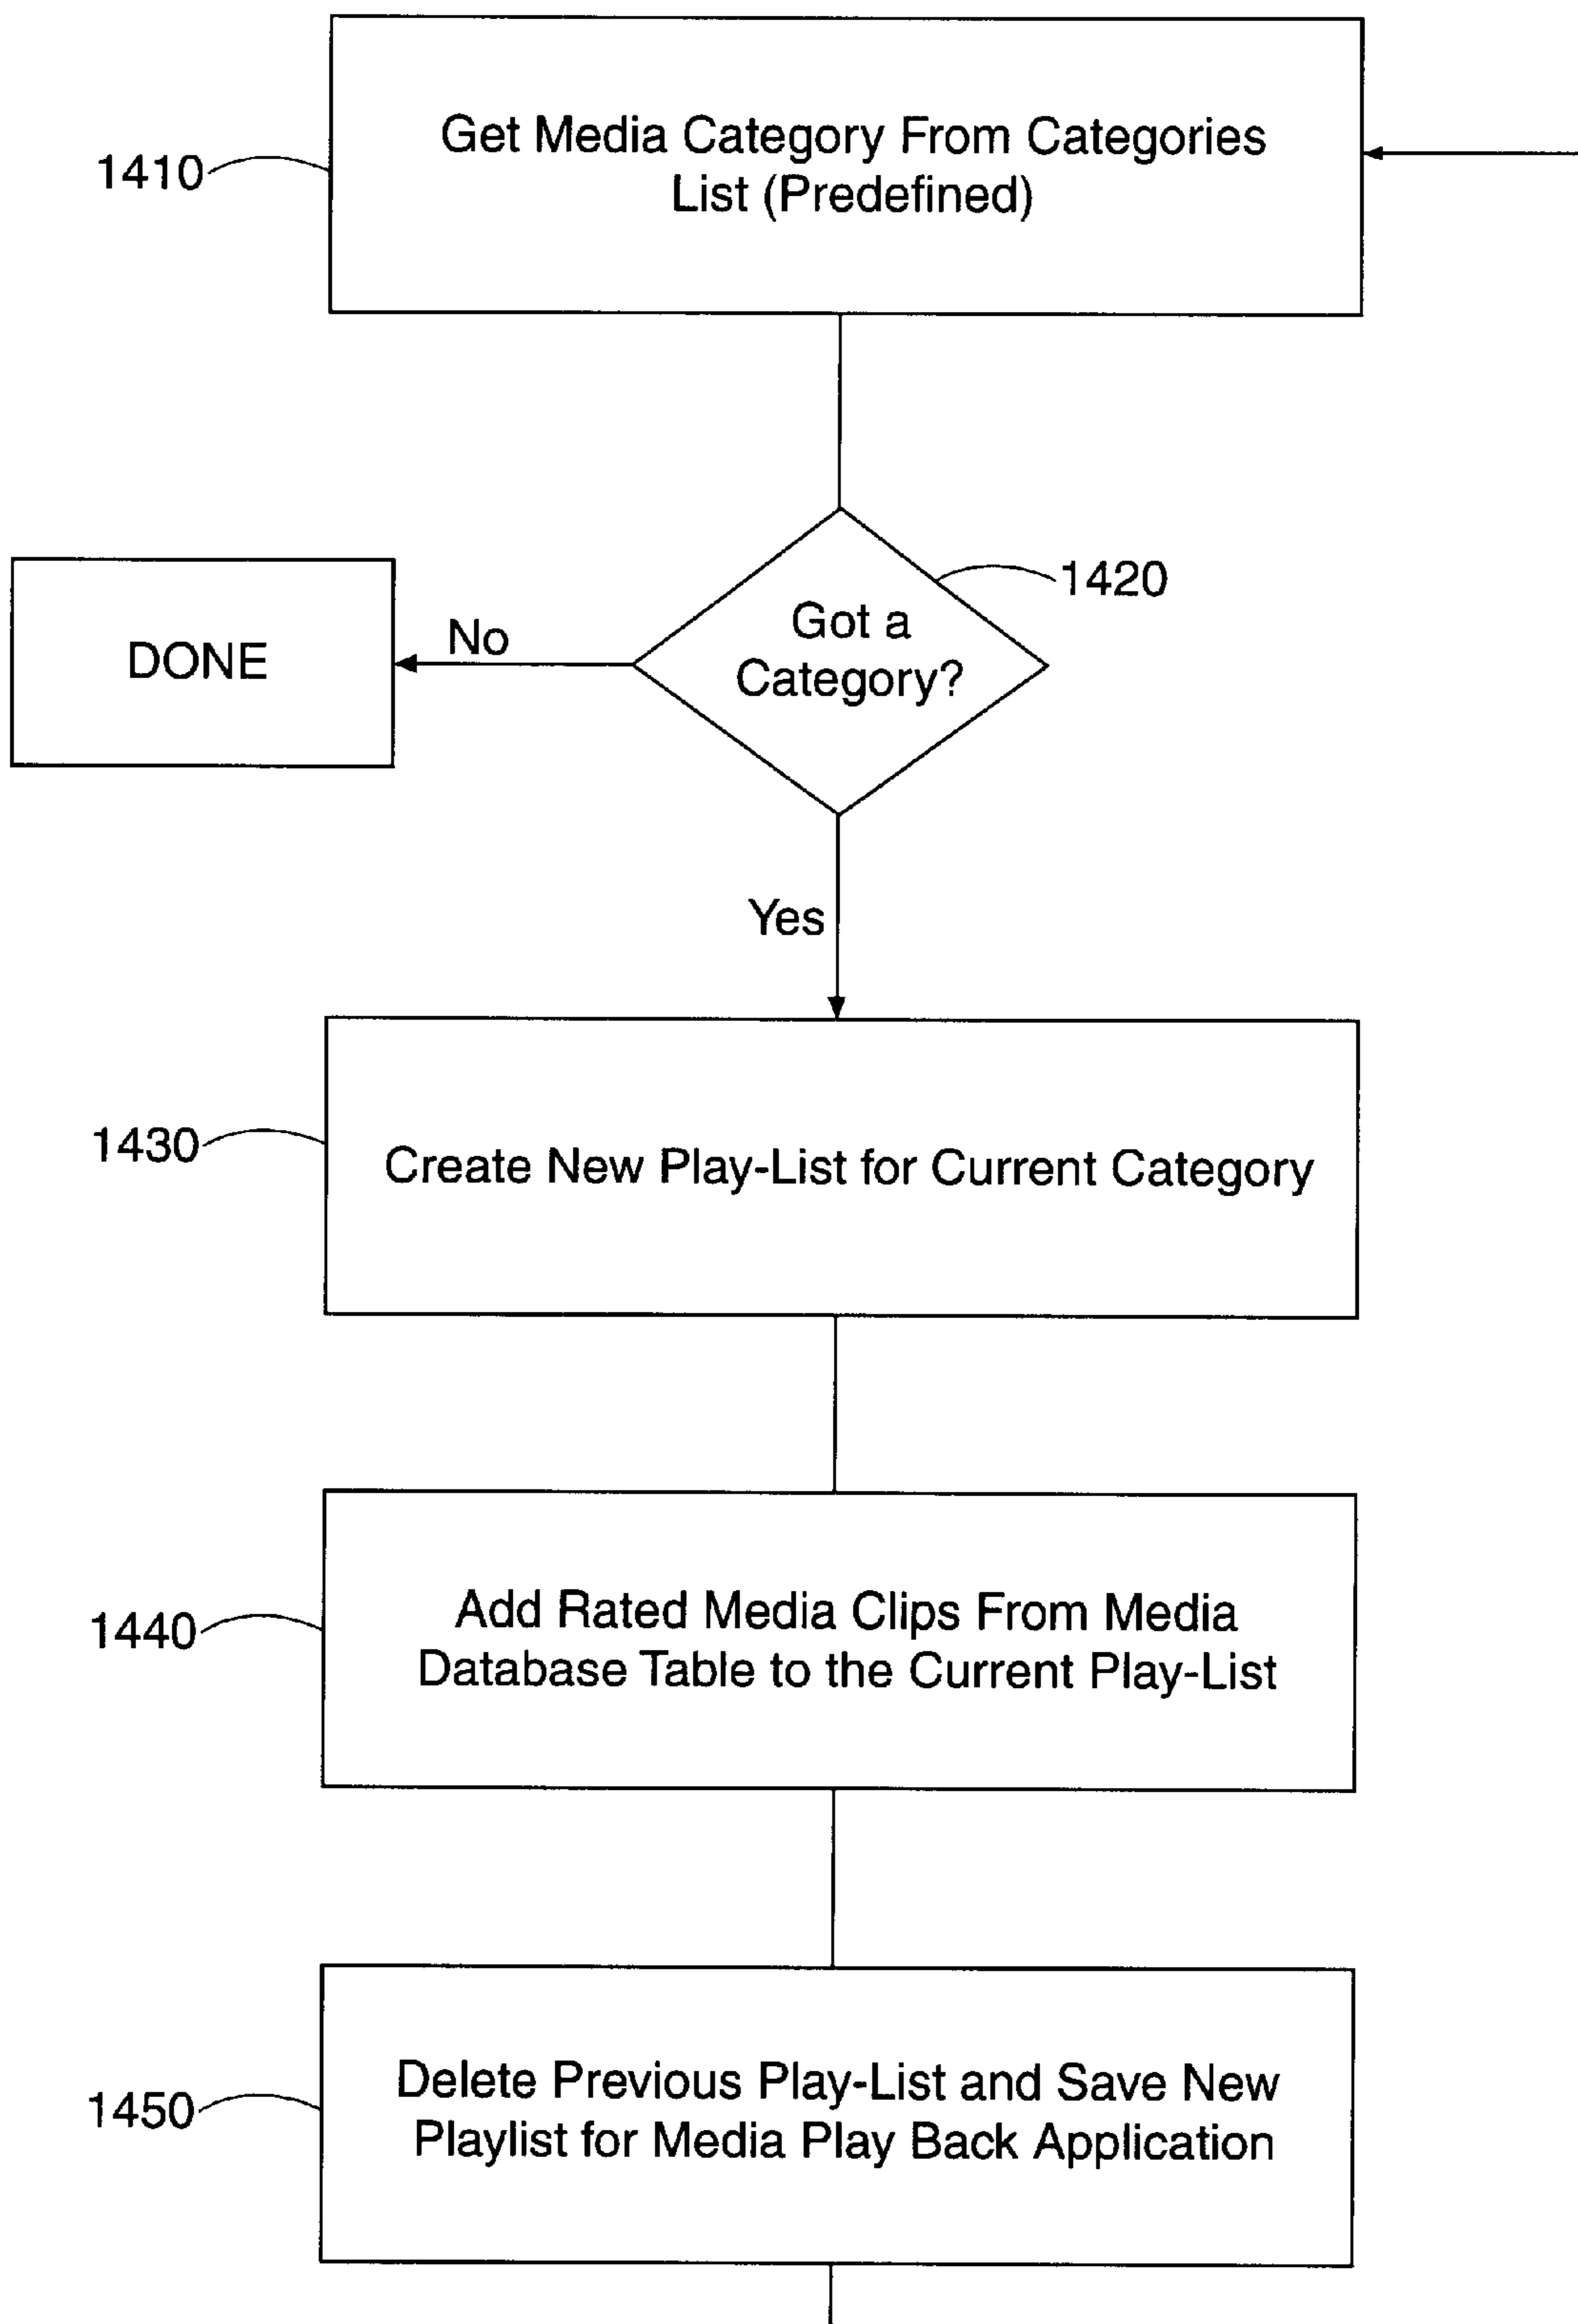 Get Media Category From Categories
List (Predefined)
1410
1420
Got a
Category?
No
DONE
Yes
1430
Create New Play-List for Current Category
1440
Add Rated Media Clips From Media
Database Table to the Current Play-List
1450
Delete Previous Play-List and Save New
Playlist for Media Play Back Application